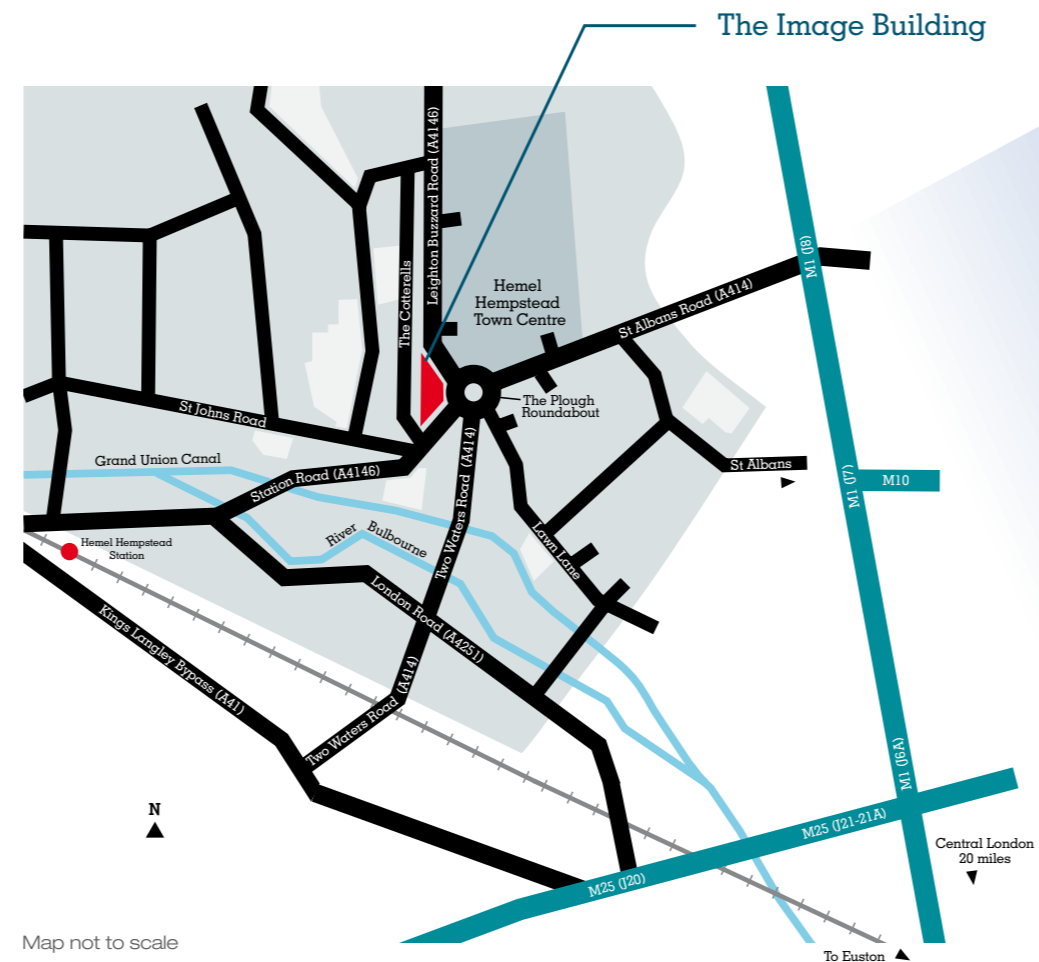 The Image Building
Leighton Buzzard Road (A4146)
The Cotterells
Hemel
Hempstead
Town Centre
St Albans Road (A414)
M1 (J8)
The Plough
Roundabout
St Johns Road
Grand Union Canal
Station Road (A4146)
Two Waters Road (A414)
St Albans
M1 (J7)
M10
River Bulbourne
Lawn Lane
Hemel Hempstead
Station
London Road (A4251)
Kings Langley Bypass (A41)
Two Waters Road (A414)
M1 (J6A)
N
M25 (J21-21A)
Central London
20 miles
M25 (J20)
Map not to scale
To Euston